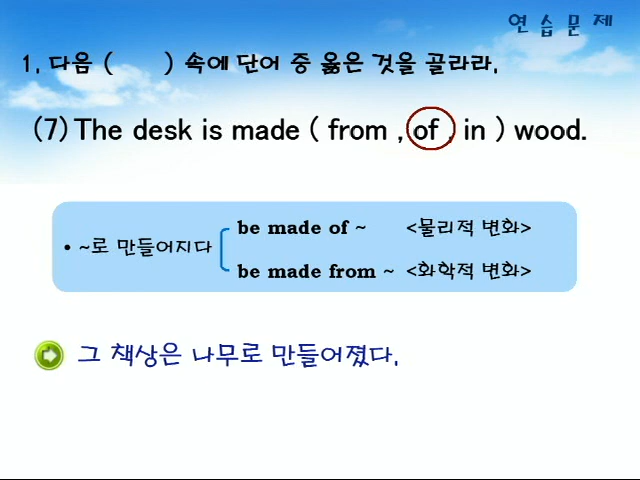 연 습 문 제
1. 다음 (      ) 속에 단어 중 옳은 것을 골라라.
(7) The desk is made ( from , of , in ) wood.
be made of ~ <물리적 변화>
• ~로 만들어지다
be made from ~ <화학적 변화>
그 책상은 나무로 만들어졌다.